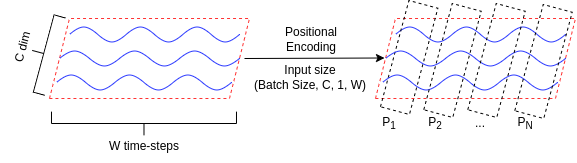 C dim
W time-steps
Positional
Encoding
Input size
(Batch Size, C, 1, W)
P1
P2
...
PN